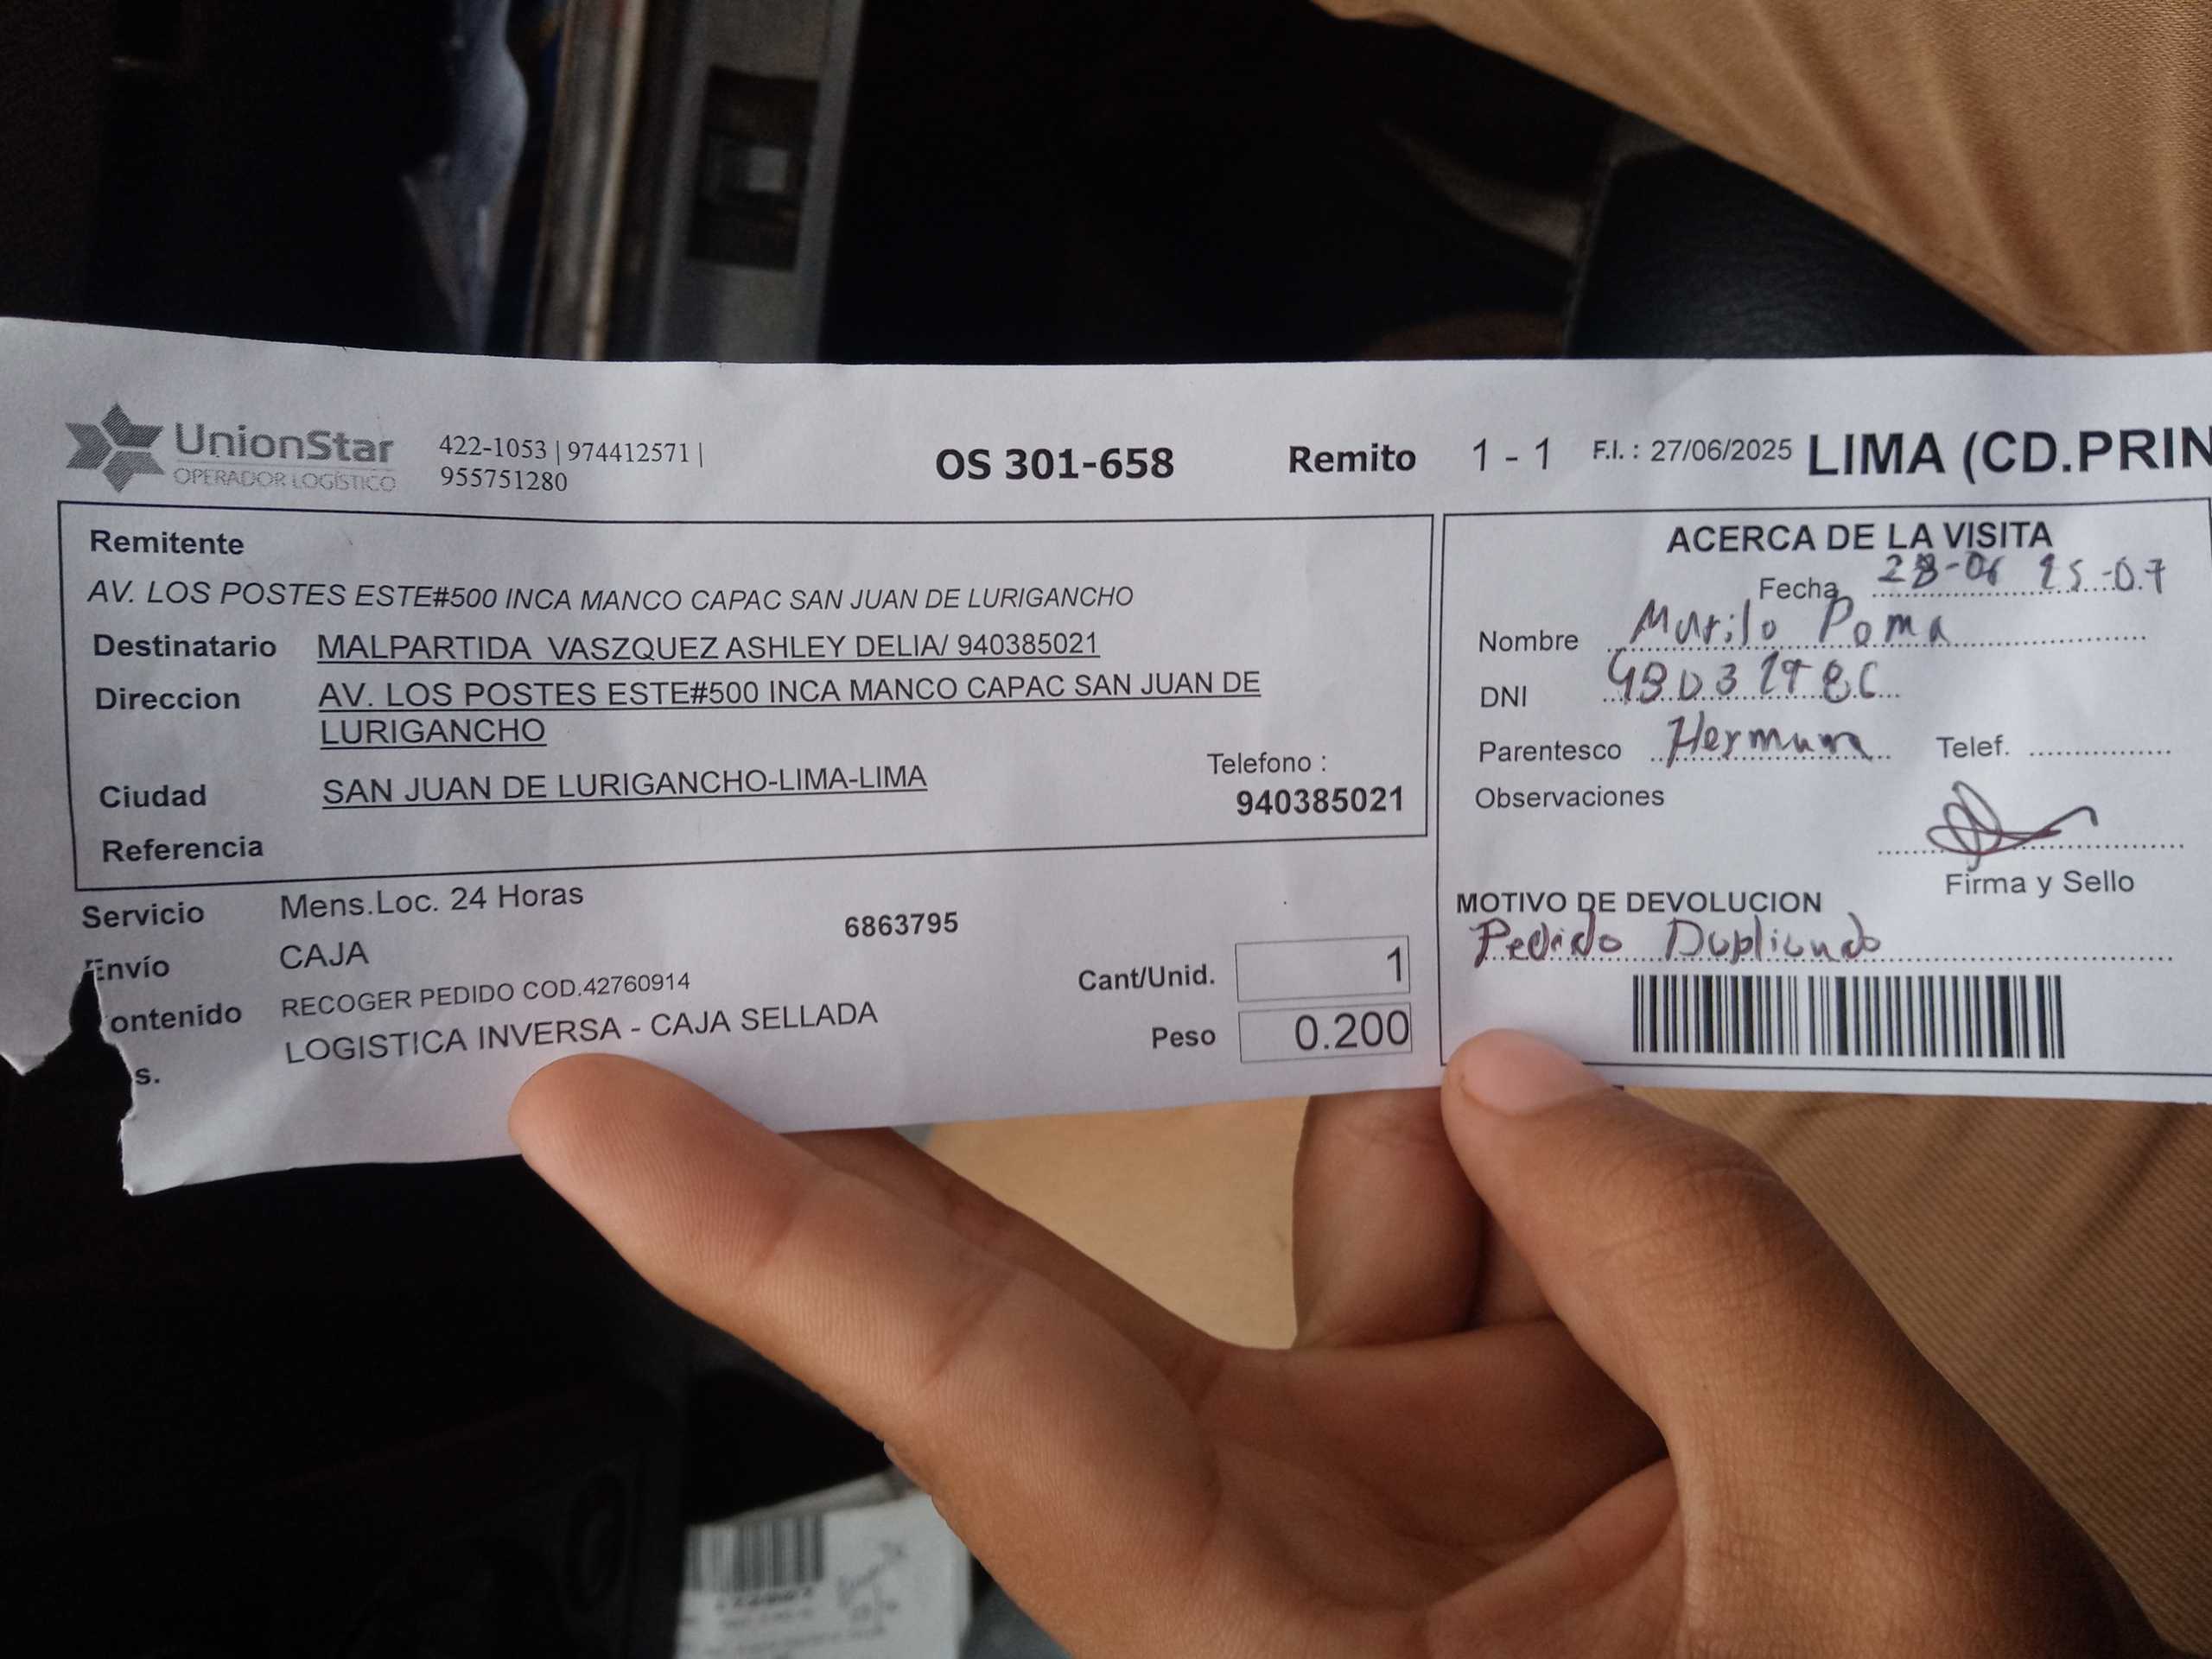 UnionStar
OPERADOR LOGÍSTICO
422-1053 | 974412571 |
955751280
OS 301-658
Remito 1 - 1
F.I. : 27/06/2025
LIMA (CD.PRIN
Remitente
AV. LOS POSTES ESTE#500 INCA MANCO CAPAC SAN JUAN DE LURIGANCHO
Destinatario MALPARTIDA VASZQUEZ ASHLEY DELIA/ 940385021
Direccion AV. LOS POSTES ESTE#500 INCA MANCO CAPAC SAN JUAN DE
LURIGANCHO
Ciudad SAN JUAN DE LURIGANCHO-LIMA-LIMA
Telefono :
940385021
Referencia
Servicio Mens.Loc. 24 Horas
6863795
Envío CAJA
ontenido RECOGER PEDIDO COD.42760914
s. LOGISTICA INVERSA - CAJA SELLADA
Cant/Unid. 1
Peso 0.200
ACERCA DE LA VISITA
Fecha
Nombre Poma
DNI
Parentesco
Telef.
Observaciones
Firma y Sello
MOTIVO DE DEVOLUCION
Pedido